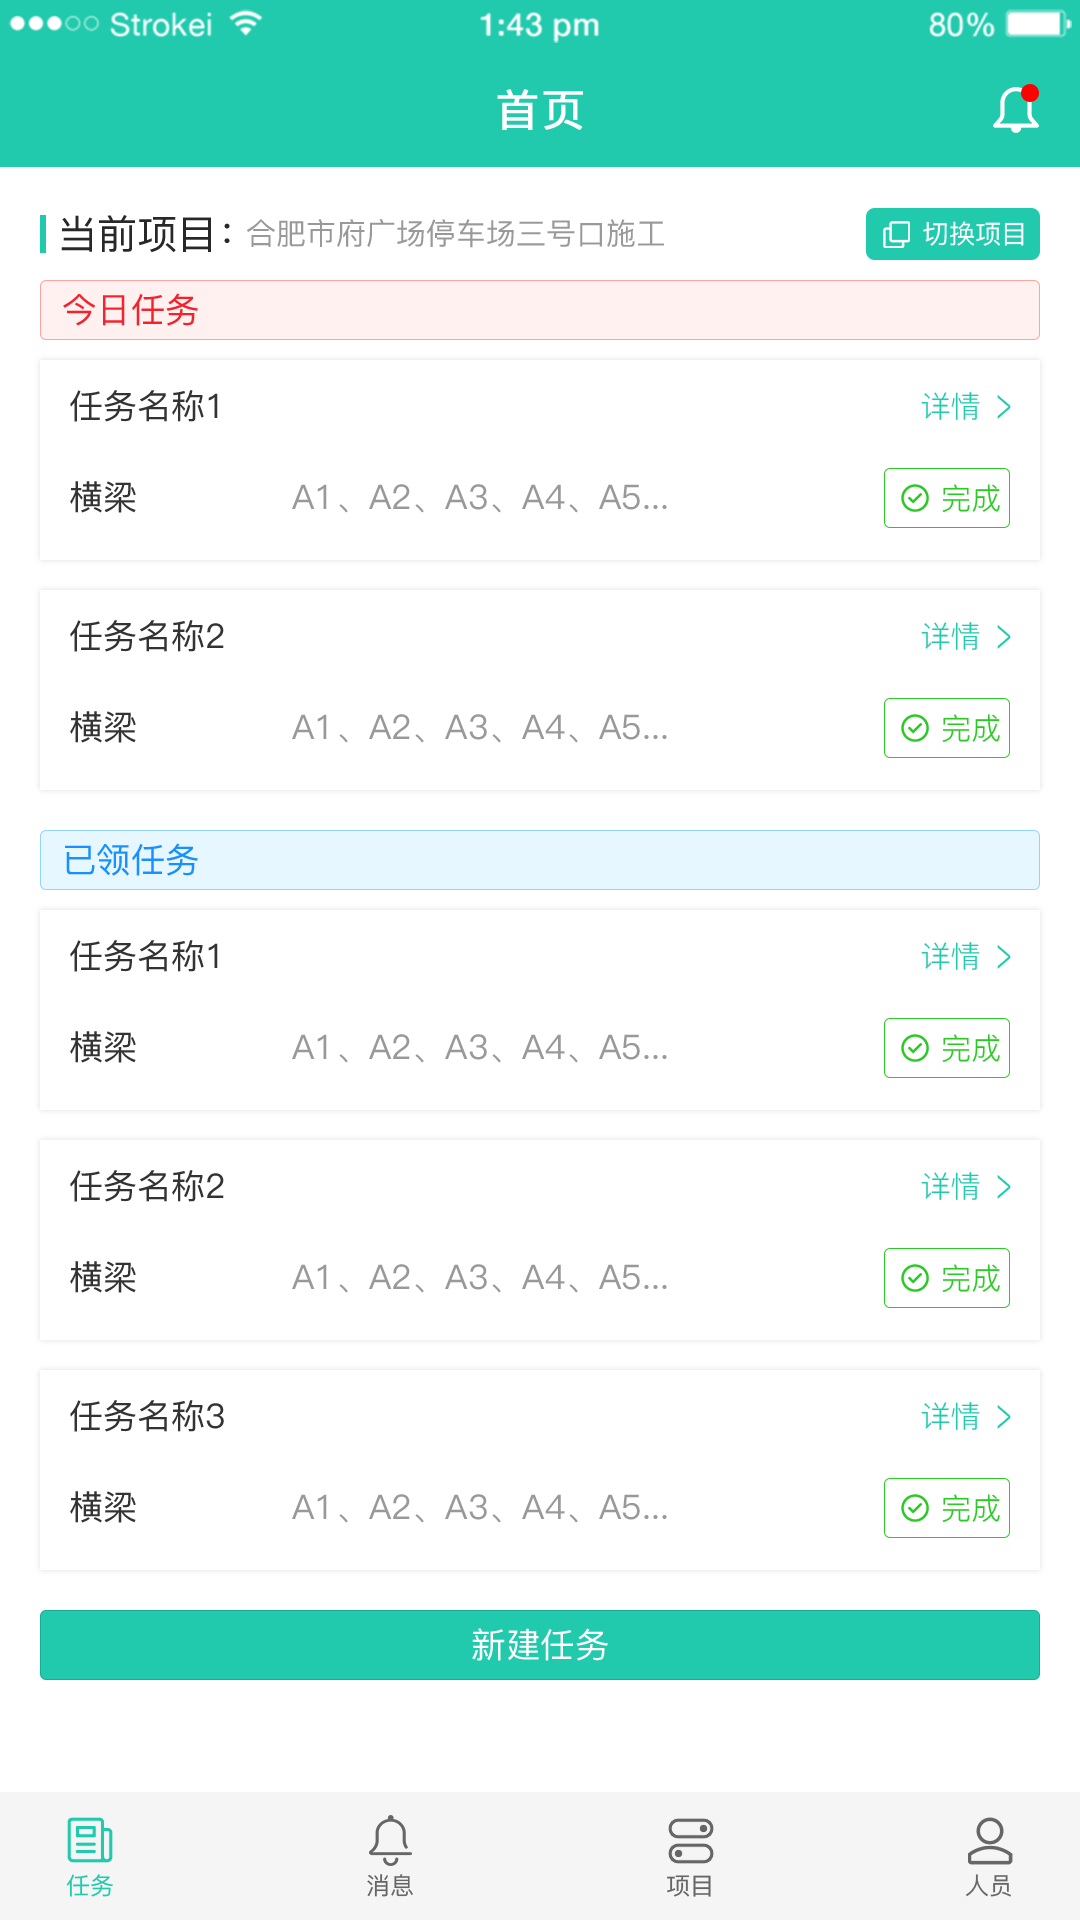 Strokei 1:43 pm 80%
首页
当前项目：合肥市府广场停车场三号口施工 切换项目
今日任务
任务名称1 详情
横梁 A1、A2、A3、A4、A5... 完成
任务名称2 详情
横梁 A1、A2、A3、A4、A5... 完成
已领任务
任务名称1 详情
横梁 A1、A2、A3、A4、A5... 完成
任务名称2 详情
横梁 A1、A2、A3、A4、A5... 完成
任务名称3 详情
横梁 A1、A2、A3、A4、A5... 完成
新建任务
任务 消息 项目 人员